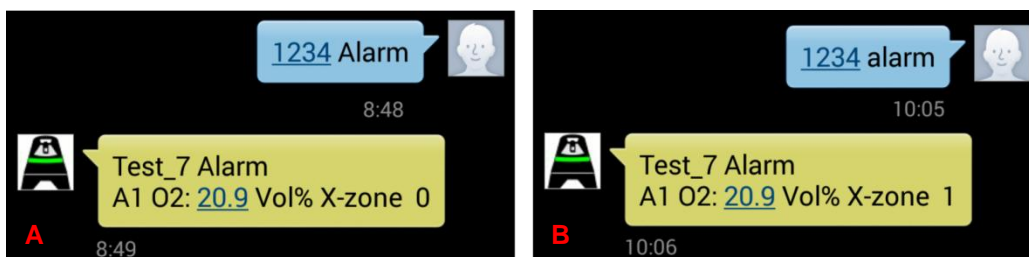 1234 Alarm
8:48
Test_7 Alarm
A1 O2: 20.9 Vol% X-zone 0
8:49
A
1234 alarm
10:05
Test_7 Alarm
A1 O2: 20.9 Vol% X-zone 1
10:06
B